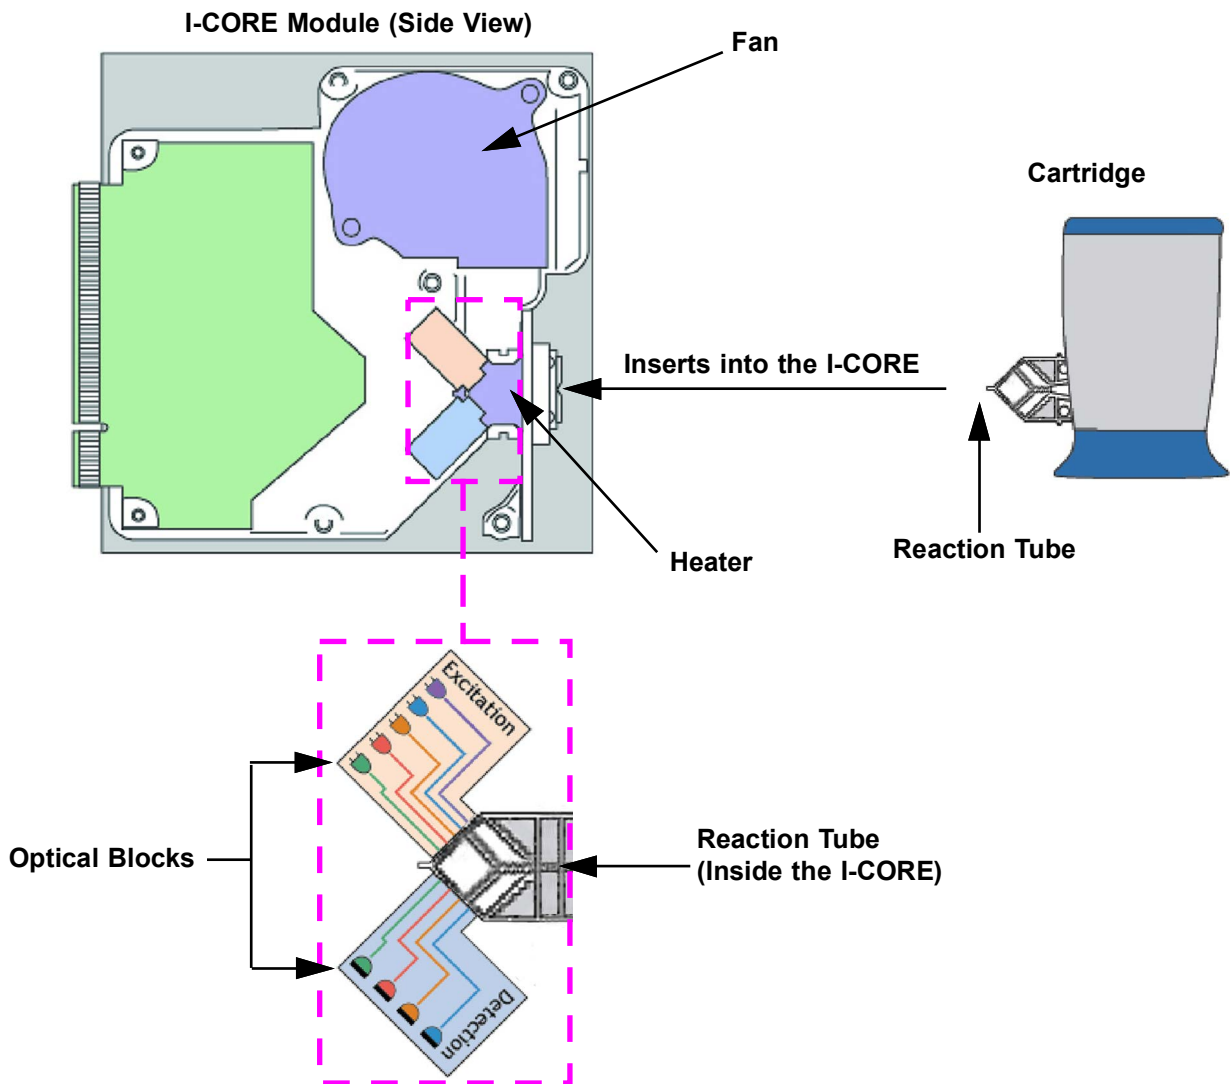 I-CORE Module (Side View)
Fan
Cartridge
Inserts into the I-CORE
Reaction Tube
Heater
Excitation
Optical Blocks
Reaction Tube
(Inside the I-CORE)
Detection